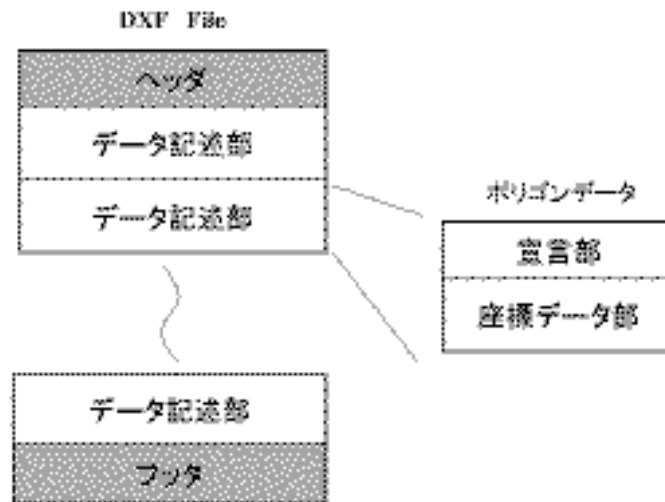 DXF File
ヘッダ
データ記述部
データ記述部
ポリゴンデータ
宣言部
座標データ部
データ記述部
フッタ